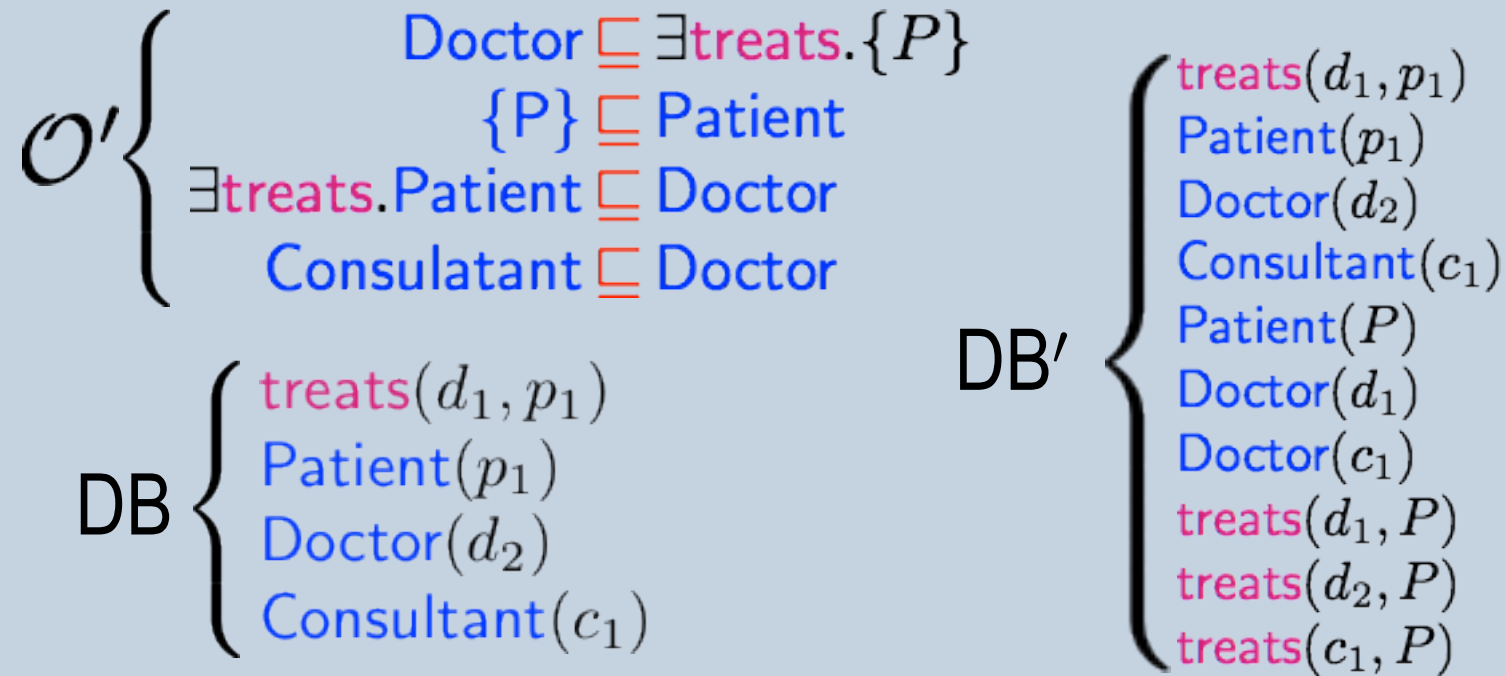 O′
Doctor ⊑ ∃treats.{P}
{P} ⊑ Patient
∃treats.Patient ⊑ Doctor
Consulatant ⊑ Doctor
DB
treats(d₁, p₁)
Patient(p₁)
Doctor(d₂)
Consultant(c₁)
DB′
treats(d₁, p₁)
Patient(p₁)
Doctor(d₂)
Consultant(c₁)
Patient(P)
Doctor(d₁)
Doctor(c₁)
treats(d₁, P)
treats(d₂, P)
treats(c₁, P)